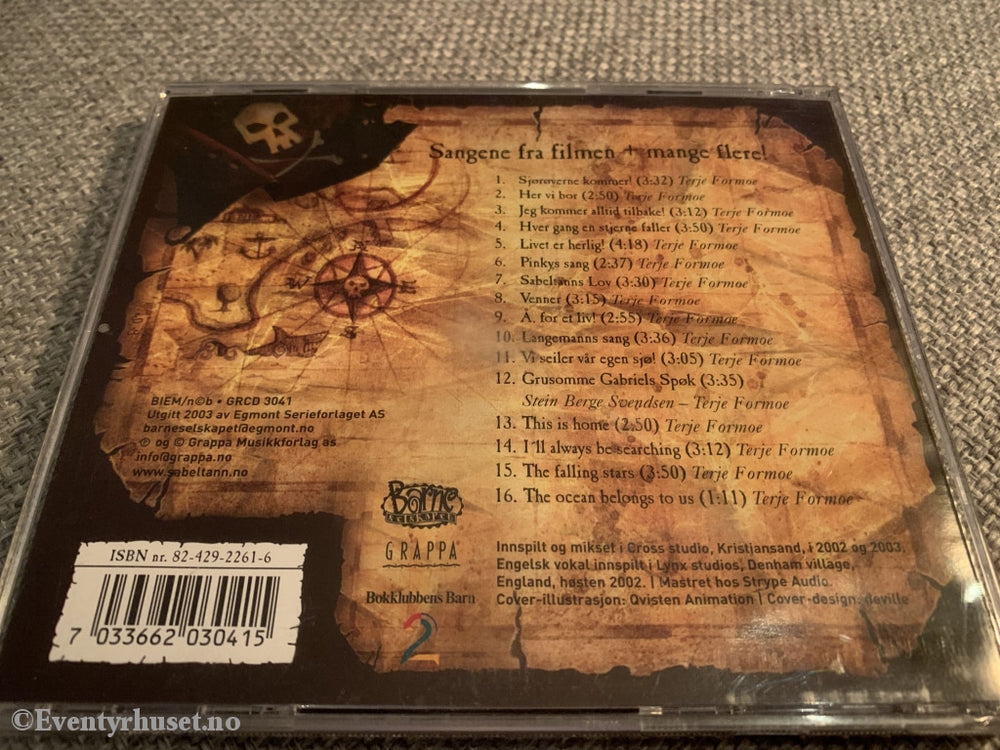 Sangene fra filmen + mange flere!
1. Sjørøverne kommer! (3:32) Terje Formoe
2. Her vi bor (2:50) Terje Formoe
3. Jeg kommer alltid tilbake! (3:12) Terje Formoe
4. Hver gang en stjerne faller (3:50) Terje Formoe
5. Livet er herlig! (4:18) Terje Formoe
6. Pinkys sang (2:37) Terje Formoe
7. Sabeltanns Lov (3:30) Terje Formoe
8. Venner (3:15) Terje Formoe
9. Å, for et liv! (2:55) Terje Formoe
10. Langemanns sang (3:36) Terje Formoe
11. Vi seiler vår egen sjø! (3:05) Terje Formoe
12. Grusomme Gabriels Spøk (3:35)
Stein Berge Svendsen – Terje Formoe
13. This is home (2.50) Terje Formoe
14. I'll always be searching (3:12) Terje Formoe
15. The falling stars (3:50) Terje Formoe
16. The ocean belongs to us (1:11) Terje Formoe
N
W
S
BIEM/n©b • GRCD 3041
Utgitt 2003 av Egmont Serieforlaget AS
barneselskapet@egmont.no
℗ og © Grappa Musikkforlag as
info@grappa.no
www.sabeltann.no
Barne
selskapet
GRAPPA
Bokklubbens Barn
2
Innspilt og mikset i Cross studio, Kristiansand, i 2002 og 2003.
Engelsk vokal innspilt i Lynx studios, Denham village,
England, høsten 2002. | Mastret hos Strype Audio.
Cover-illustrasjon: Qvisten Animation | Cover-design: deville
ISBN nr. 82-429-2261-6
7 033662 030415
©Eventyrhuset.no